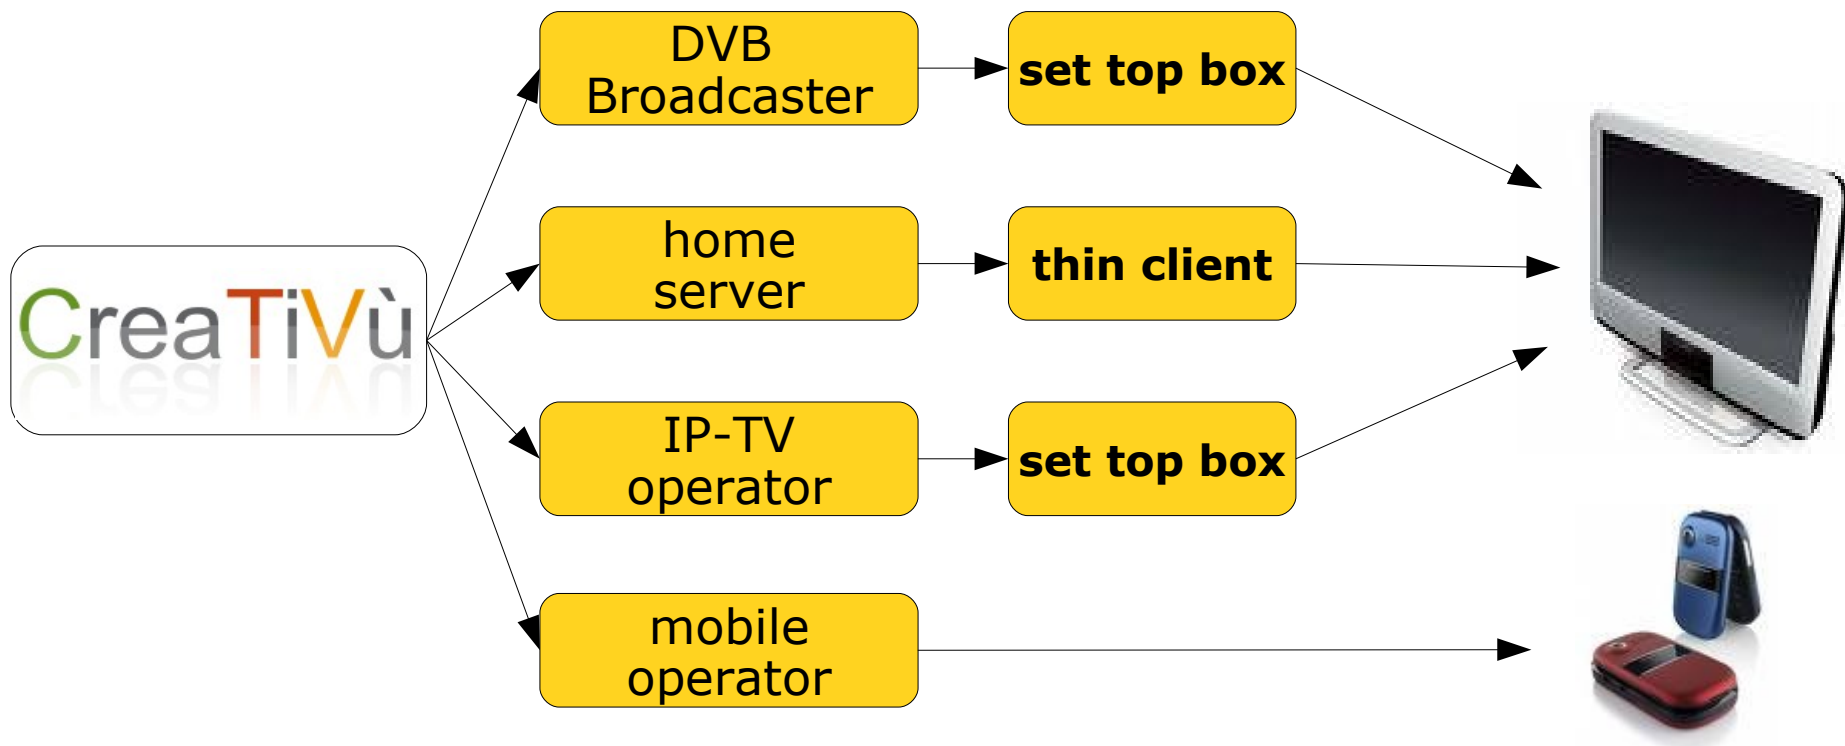 DVB
Broadcaster
set top box
home
server
thin client
CreaTiVù
IP-TV
operator
set top box
mobile
operator